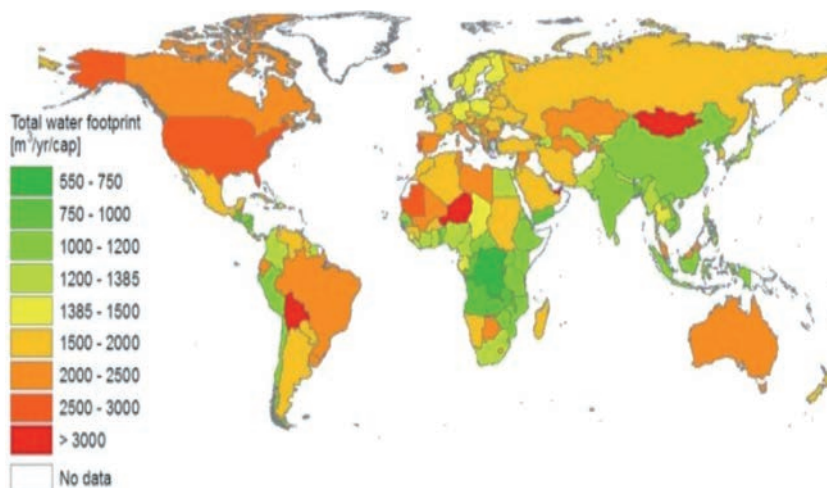 Total water footprint
[m³/yr/cap]
550 - 750
750 - 1000
1000 - 1200
1200 - 1385
1385 - 1500
1500 - 2000
2000 - 2500
2500 - 3000
> 3000
No data